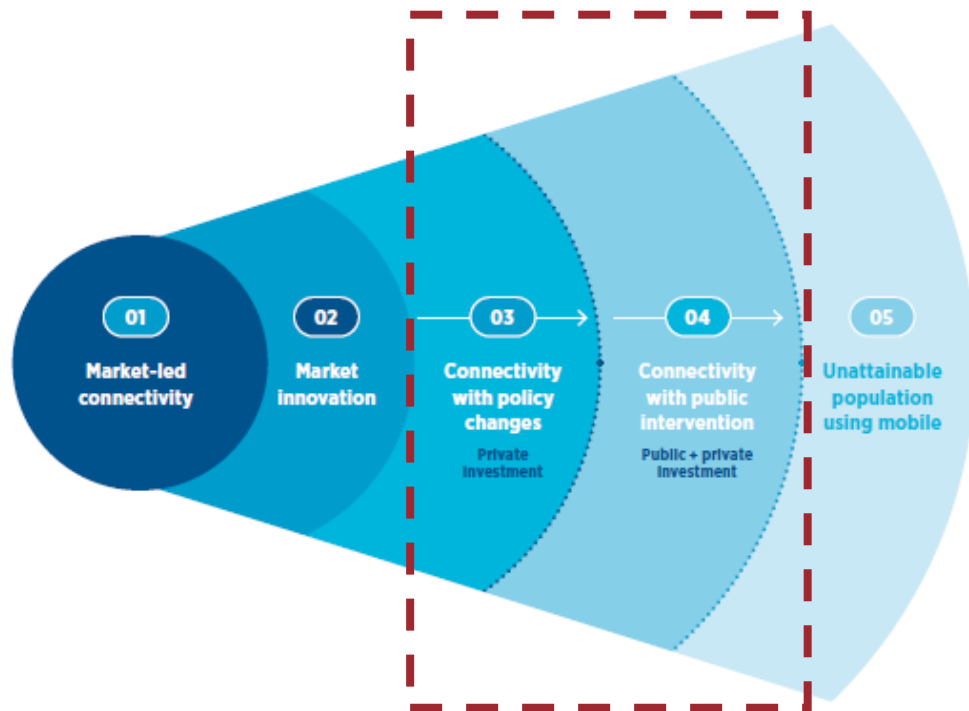 01
Market-led
connectivity
02
Market
innovation
03
Connectivity
with policy
changes
Private
investment
04
Connectivity
with public
intervention
Public + private
investment
05
Unattainable
population
using mobile